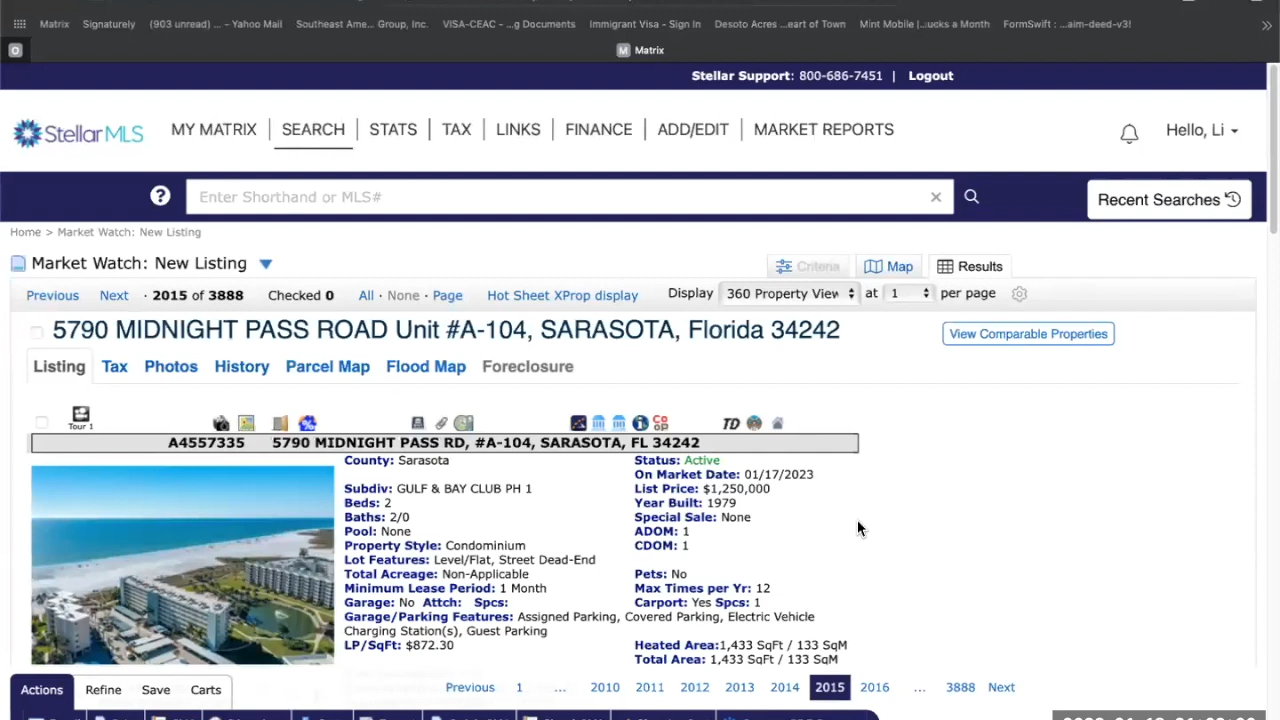 Matrix Signaturely (903 unread) ... – Yahoo Mail Southeast Ame... Group, Inc. VISA-CEAC - ...g Documents Immigrant Visa - Sign In Desoto Acres ...eart of Town Mint Mobile |...ucks a Month FormSwift : ...aim-deed-v3!
Matrix
Stellar Support: 800-686-7451 | Logout
StellarMLS MY MATRIX SEARCH STATS TAX LINKS FINANCE ADD/EDIT MARKET REPORTS Hello, Li
Enter Shorthand or MLS# Recent Searches
Home > Market Watch: New Listing
Market Watch: New Listing Criteria Map Results
Previous Next · 2015 of 3888 Checked 0 All · None · Page Hot Sheet XProp display Display 360 Property View at 1 per page
5790 MIDNIGHT PASS ROAD Unit #A-104, SARASOTA, Florida 34242 View Comparable Properties
Listing Tax Photos History Parcel Map Flood Map Foreclosure
Tour 1 Co OP TD
A4557335 5790 MIDNIGHT PASS RD, #A-104, SARASOTA, FL 34242
County: Sarasota Status: Active
On Market Date: 01/17/2023
Subdiv: GULF & BAY CLUB PH 1 List Price: $1,250,000
Beds: 2 Year Built: 1979
Baths: 2/0 Special Sale: None
Pool: None ADOM: 1
Property Style: Condominium CDOM: 1
Lot Features: Level/Flat, Street Dead-End
Total Acreage: Non-Applicable Pets: No
Minimum Lease Period: 1 Month Max Times per Yr: 12
Garage: No Attch: Spcs: Carport: Yes Spcs: 1
Garage/Parking Features: Assigned Parking, Covered Parking, Electric Vehicle
Charging Station(s), Guest Parking
LP/SqFt: $872.30 Heated Area:1,433 SqFt / 133 SqM
Total Area: 1,433 SqFt / 133 SqM
Actions Refine Save Carts Previous 1 ... 2010 2011 2012 2013 2014 2015 2016 ... 3888 Next